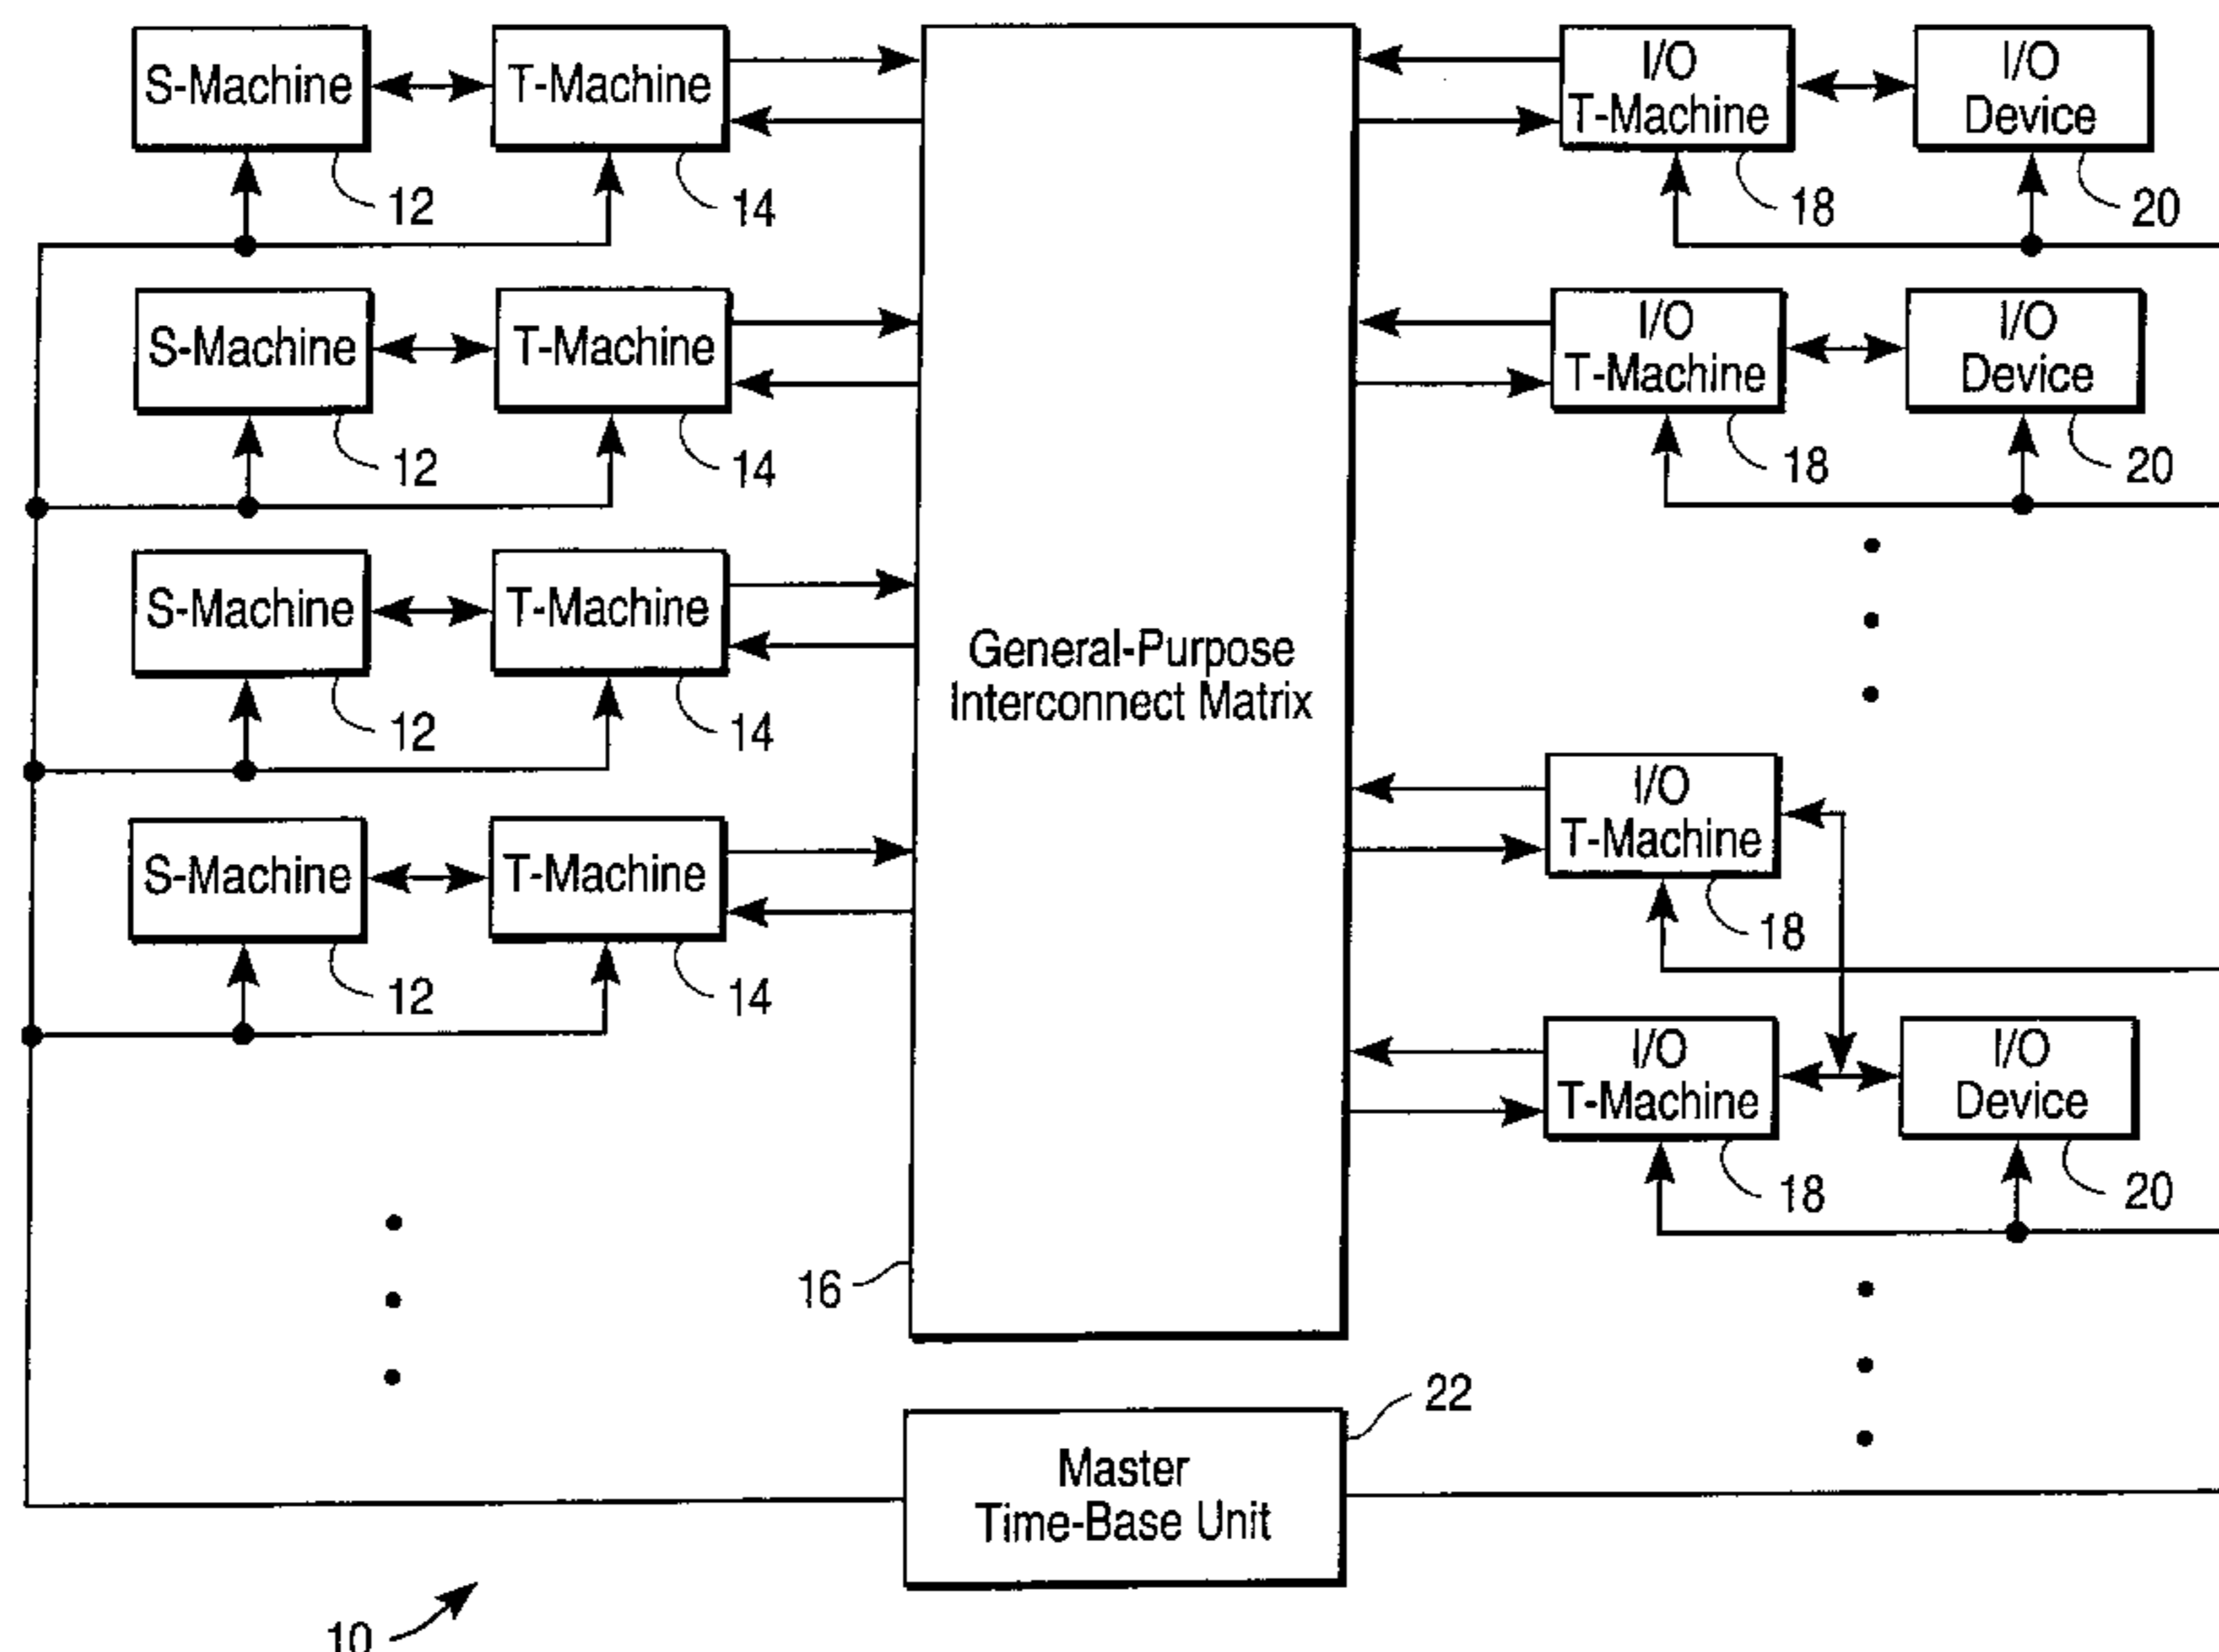 S-Machine
T-Machine
I/O
T-Machine
I/O
Device
12
14
18
20
S-Machine
T-Machine
I/O
T-Machine
I/O
Device
12
14
18
20
S-Machine
T-Machine
12
14
General-Purpose
Interconnect Matrix
I/O
T-Machine
18
S-Machine
T-Machine
12
14
I/O
T-Machine
I/O
Device
18
20
16
22
Master
Time-Base Unit
10